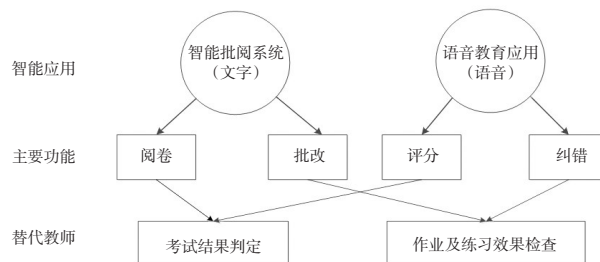 智能应用
智能批阅系统
（文字）
语音教育应用
（语音）
主要功能
阅卷
批改
评分
纠错
替代教师
考试结果判定
作业及练习效果检查